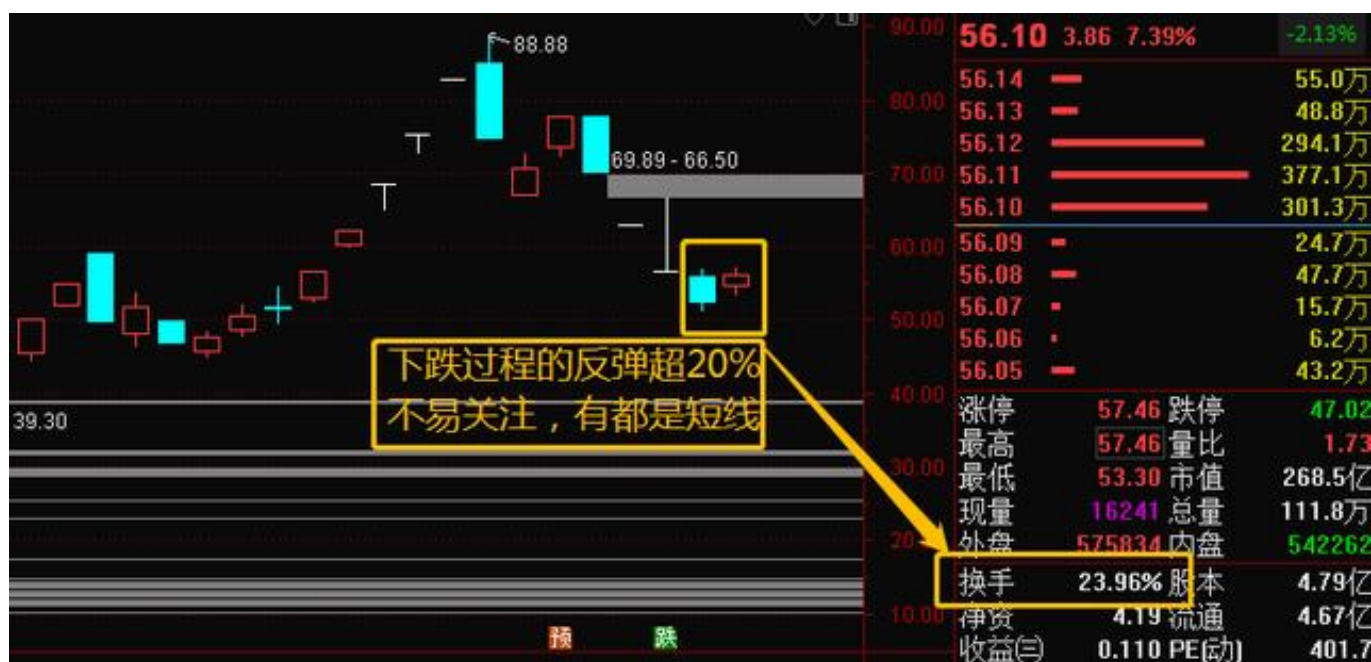 90.00
80.00
70.00
60.00
50.00
40.00
30.00
20
10.00
88.88
69.89 - 66.50
下跌过程的反弹超20%
不易关注，有都是短线
39.30
预
跌
56.10 3.86 7.39% -2.13%
56.14 55.0万
56.13 48.8万
56.12 294.1万
56.11 377.1万
56.10 301.3万
56.09 24.7万
56.08 47.7万
56.07 15.7万
56.06 6.2万
56.05 43.2万
涨停 57.46 跌停 47.02
最高 57.46 量比 1.73
最低 53.30 市值 268.5亿
现量 16241 总量 111.8万
外盘 575834 内盘 542262
换手 23.96% 股本 4.79亿
净资 4.19 流通 4.67亿
收益㈢ 0.110 PE(动) 401.7